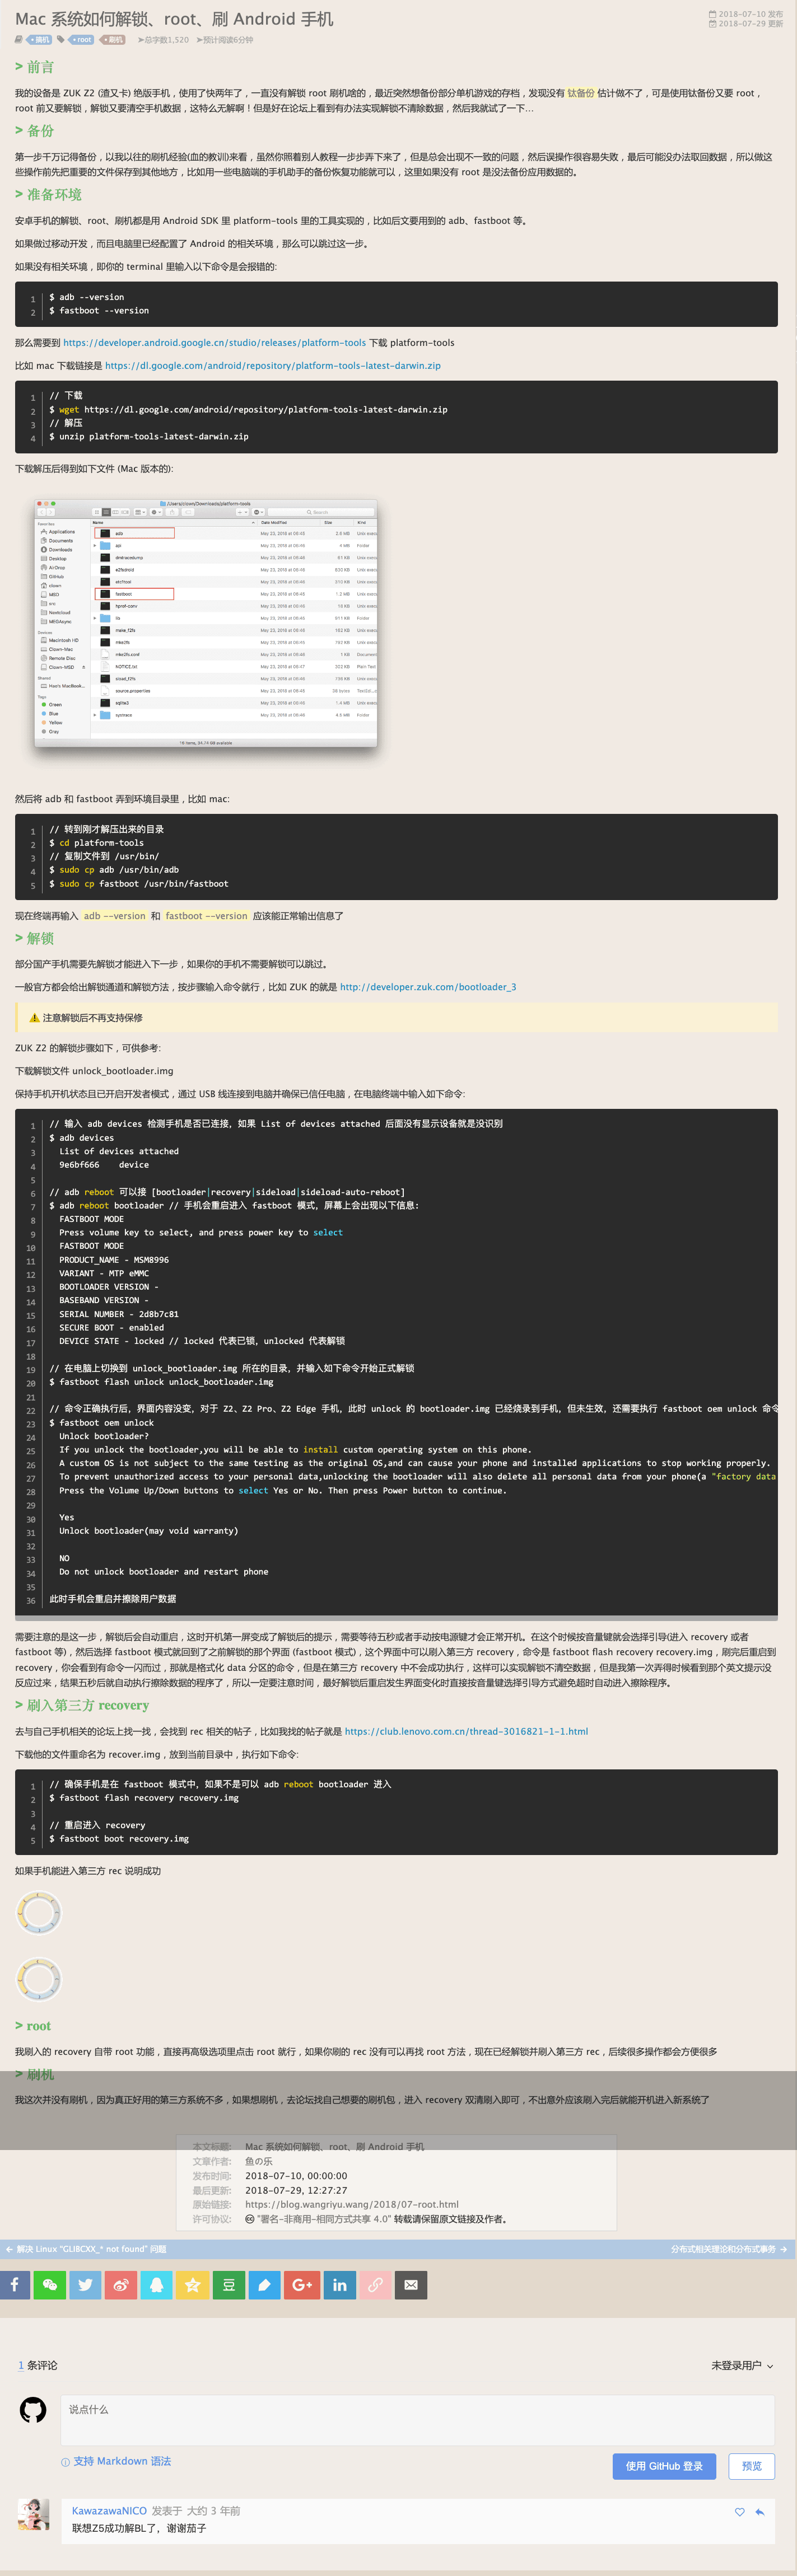 Mac 系统如何解锁、root、刷 Android 手机
2018-07-10 发布
2018-07-29 更新
搞机 root 刷机 ➤总字数1,520 ➤预计阅读6分钟
> 前言
我的设备是 ZUK Z2 (渣又卡) 绝版手机，使用了快两年了，一直没有解锁 root 刷机啥的，最近突然想备份部分单机游戏的存档，发现没有 钛备份 估计做不了，可是使用钛备份又要 root，
root 前又要解锁，解锁又要清空手机数据，这特么无解啊！但是好在论坛上看到有办法实现解锁不清除数据，然后我就试了一下...
> 备份
第一步千万记得备份，以我以往的刷机经验(血的教训)来看，虽然你照着别人教程一步步弄下来了，但是总会出现不一致的问题，然后误操作很容易失败，最后可能没办法取回数据，所以做这
些操作前先把重要的文件保存到其他地方，比如用一些电脑端的手机助手的备份恢复功能就可以，这里如果没有 root 是没法备份应用数据的。
> 准备环境
安卓手机的解锁、root、刷机都是用 Android SDK 里 platform-tools 里的工具实现的，比如后文要用到的 adb、fastboot 等。
如果做过移动开发，而且电脑里已经配置了 Android 的相关环境，那么可以跳过这一步。
如果没有相关环境，即你的 terminal 里输入以下命令是会报错的:
1 $ adb --version
2 $ fastboot --version
那么需要到 https://developer.android.google.cn/studio/releases/platform-tools 下载 platform-tools
比如 mac 下载链接是 https://dl.google.com/android/repository/platform-tools-latest-darwin.zip
1 // 下载
2 $ wget https://dl.google.com/android/repository/platform-tools-latest-darwin.zip
3 // 解压
4 $ unzip platform-tools-latest-darwin.zip
下载解压后得到如下文件 (Mac 版本的):
/Users/clown/Downloads/platform-tools
Search
Favorites
Applications
Documents
Downloads
Desktop
AirDrop
GitHub
clown
MSD
src
Nextcloud
MEGAsync
Devices
Macintosh HD
Clown-Mac
Remote Disc
Clown-MSD
Shared
Host's MacBook...
Tags
Green
Blue
Yellow
Gray
Name Date Modified Size Kind
adb
api
dmtracedump
e2fsdroid
etc1tool
fastboot
hprof-conv
lib
make_f2fs
mke2fs
mke2fs.conf
NOTICE.txt
sload_f2fs
source.properties
sqlite3
systrace
然后将 adb 和 fastboot 弄到环境目录里，比如 mac:
1 // 转到刚才解压出来的目录
2 $ cd platform-tools
3 // 复制文件到 /usr/bin/
4 $ sudo cp adb /usr/bin/adb
5 $ sudo cp fastboot /usr/bin/fastboot
现在终端再输入 adb --version 和 fastboot --version 应该能正常输出信息了
> 解锁
部分国产手机需要先解锁才能进入下一步，如果你的手机不需要解锁可以跳过。
一般官方都会给出解锁通道和解锁方法，按步骤输入命令就行，比如 ZUK 的就是 http://developer.zuk.com/bootloader_3
⚠️ 注意解锁后不再支持保修
ZUK Z2 的解锁步骤如下，可供参考:
下载解锁文件 unlock_bootloader.img
保持手机开机状态且已开启开发者模式，通过 USB 线连接到电脑并确保已信任电脑，在电脑终端中输入如下命令:
1 // 输入 adb devices 检测手机是否已连接，如果 List of devices attached 后面没有显示设备就是没识别
2 $ adb devices
3 List of devices attached
4 9e6bf666 device
5
6 // adb reboot 可以接 [bootloader|recovery|sideload|sideload-auto-reboot]
7 $ adb reboot bootloader // 手机会重启进入 fastboot 模式，屏幕上会出现以下信息:
8 FASTBOOT MODE
9 Press volume key to select, and press power key to select
10 FASTBOOT MODE
11 PRODUCT_NAME - MSM8996
12 VARIANT - MTP eMMC
13 BOOTLOADER VERSION -
14 BASEBAND VERSION -
15 SERIAL NUMBER - 2d8b7c81
16 SECURE BOOT - enabled
17 DEVICE STATE - locked // locked 代表已锁，unlocked 代表解锁
18
19 // 在电脑上切换到 unlock_bootloader.img 所在的目录，并输入如下命令开始正式解锁
20 $ fastboot flash unlock unlock_bootloader.img
21
22 // 命令正确执行后，界面内容没变，对于 Z2、Z2 Pro、Z2 Edge 手机，此时 unlock 的 bootloader.img 已经烧录到手机，但未生效，还需要执行 fastboot oem unlock 命令
23 $ fastboot oem unlock
24 Unlock bootloader?
25 If you unlock the bootloader,you will be able to install custom operating system on this phone.
26 A custom OS is not subject to the same testing as the original OS,and can cause your phone and installed applications to stop working properly.
27 To prevent unauthorized access to your personal data,unlocking the bootloader will also delete all personal data from your phone(a "factory data
28 Press the Volume Up/Down buttons to select Yes or No. Then press Power button to continue.
29
30 Yes
31 Unlock bootloader(may void warranty)
32
33 NO
34 Do not unlock bootloader and restart phone
35
36 此时手机会重启并擦除用户数据
需要注意的是这一步，解锁后会自动重启，这时开机第一屏变成了解锁后的提示，需要等待五秒或者手动按电源键才会正常开机。在这个时候按音量键就会选择引导(进入 recovery 或者
fastboot 等)，然后选择 fastboot 模式就回到了之前解锁的那个界面 (fastboot 模式)，这个界面中可以刷入第三方 recovery，命令是 fastboot flash recovery recovery.img，刷完后重启到
recovery，你会看到有命令一闪而过，那就是格式化 data 分区的命令，但是在第三方 recovery 中不会成功执行，这样可以实现解锁不清空数据，但是我第一次弄得时候看到那个英文提示没
反应过来，结果五秒后就自动执行擦除数据的程序了，所以一定要注意时间，最好解锁后重启发生界面变化时直接按音量键选择引导方式避免超时自动进入擦除程序。
> 刷入第三方 recovery
去与自己手机相关的论坛上找一找，会找到 rec 相关的帖子，比如我找的帖子就是 https://club.lenovo.com.cn/thread-3016821-1-1.html
下载他的文件重命名为 recover.img，放到当前目录中，执行如下命令:
1 // 确保手机是在 fastboot 模式中，如果不是可以 adb reboot bootloader 进入
2 $ fastboot flash recovery recovery.img
3
4 // 重启进入 recovery
5 $ fastboot boot recovery.img
如果手机能进入第三方 rec 说明成功
> root
我刷入的 recovery 自带 root 功能，直接再高级选项里点击 root 就行，如果你刷的 rec 没有可以再找 root 方法，现在已经解锁并刷入第三方 rec，后续很多操作都会方便很多
> 刷机
我这次并没有刷机，因为真正好用的第三方系统不多，如果想刷机，去论坛找自己想要的刷机包，进入 recovery 双清刷入即可，不出意外应该刷入完后就能开机进入新系统了
本文标题: Mac 系统如何解锁、root、刷 Android 手机
文章作者: 鱼の乐
发布时间: 2018-07-10, 00:00:00
最后更新: 2018-07-29, 12:27:27
原始链接: https://blog.wangriyu.wang/2018/07-root.html
许可协议: "署名-非商用-相同方式共享 4.0" 转载请保留原文链接及作者。
← 解决 Linux "GLIBCXX_* not found" 问题
分布式相关理论和分布式事务 →
1 条评论
未登录用户
说点什么
支持 Markdown 语法
使用 GitHub 登录
预览
KawazawaNICO 发表于 大约 3 年前
联想Z5成功解BL了，谢谢茄子